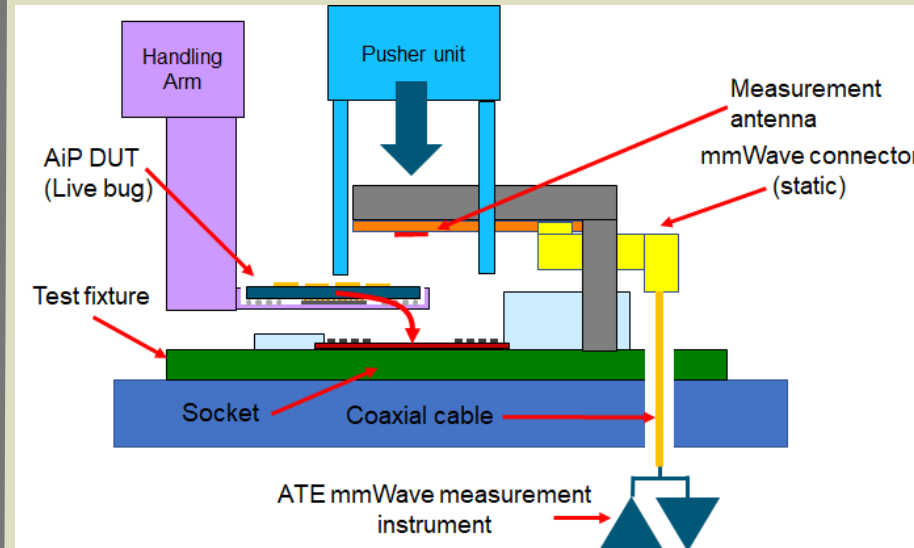 Handling
Arm
Pusher unit
Measurement
antenna
mmWave connector
(static)
AiP DUT
(Live bug)
Test fixture
Socket
Coaxial cable
ATE mmWave measurement
instrument